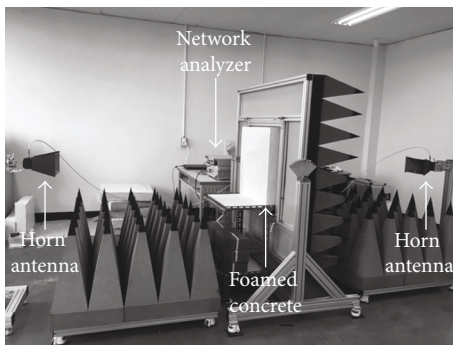 Network
analyzer
Horn
antenna
Foamed
concrete
Horn
antenna